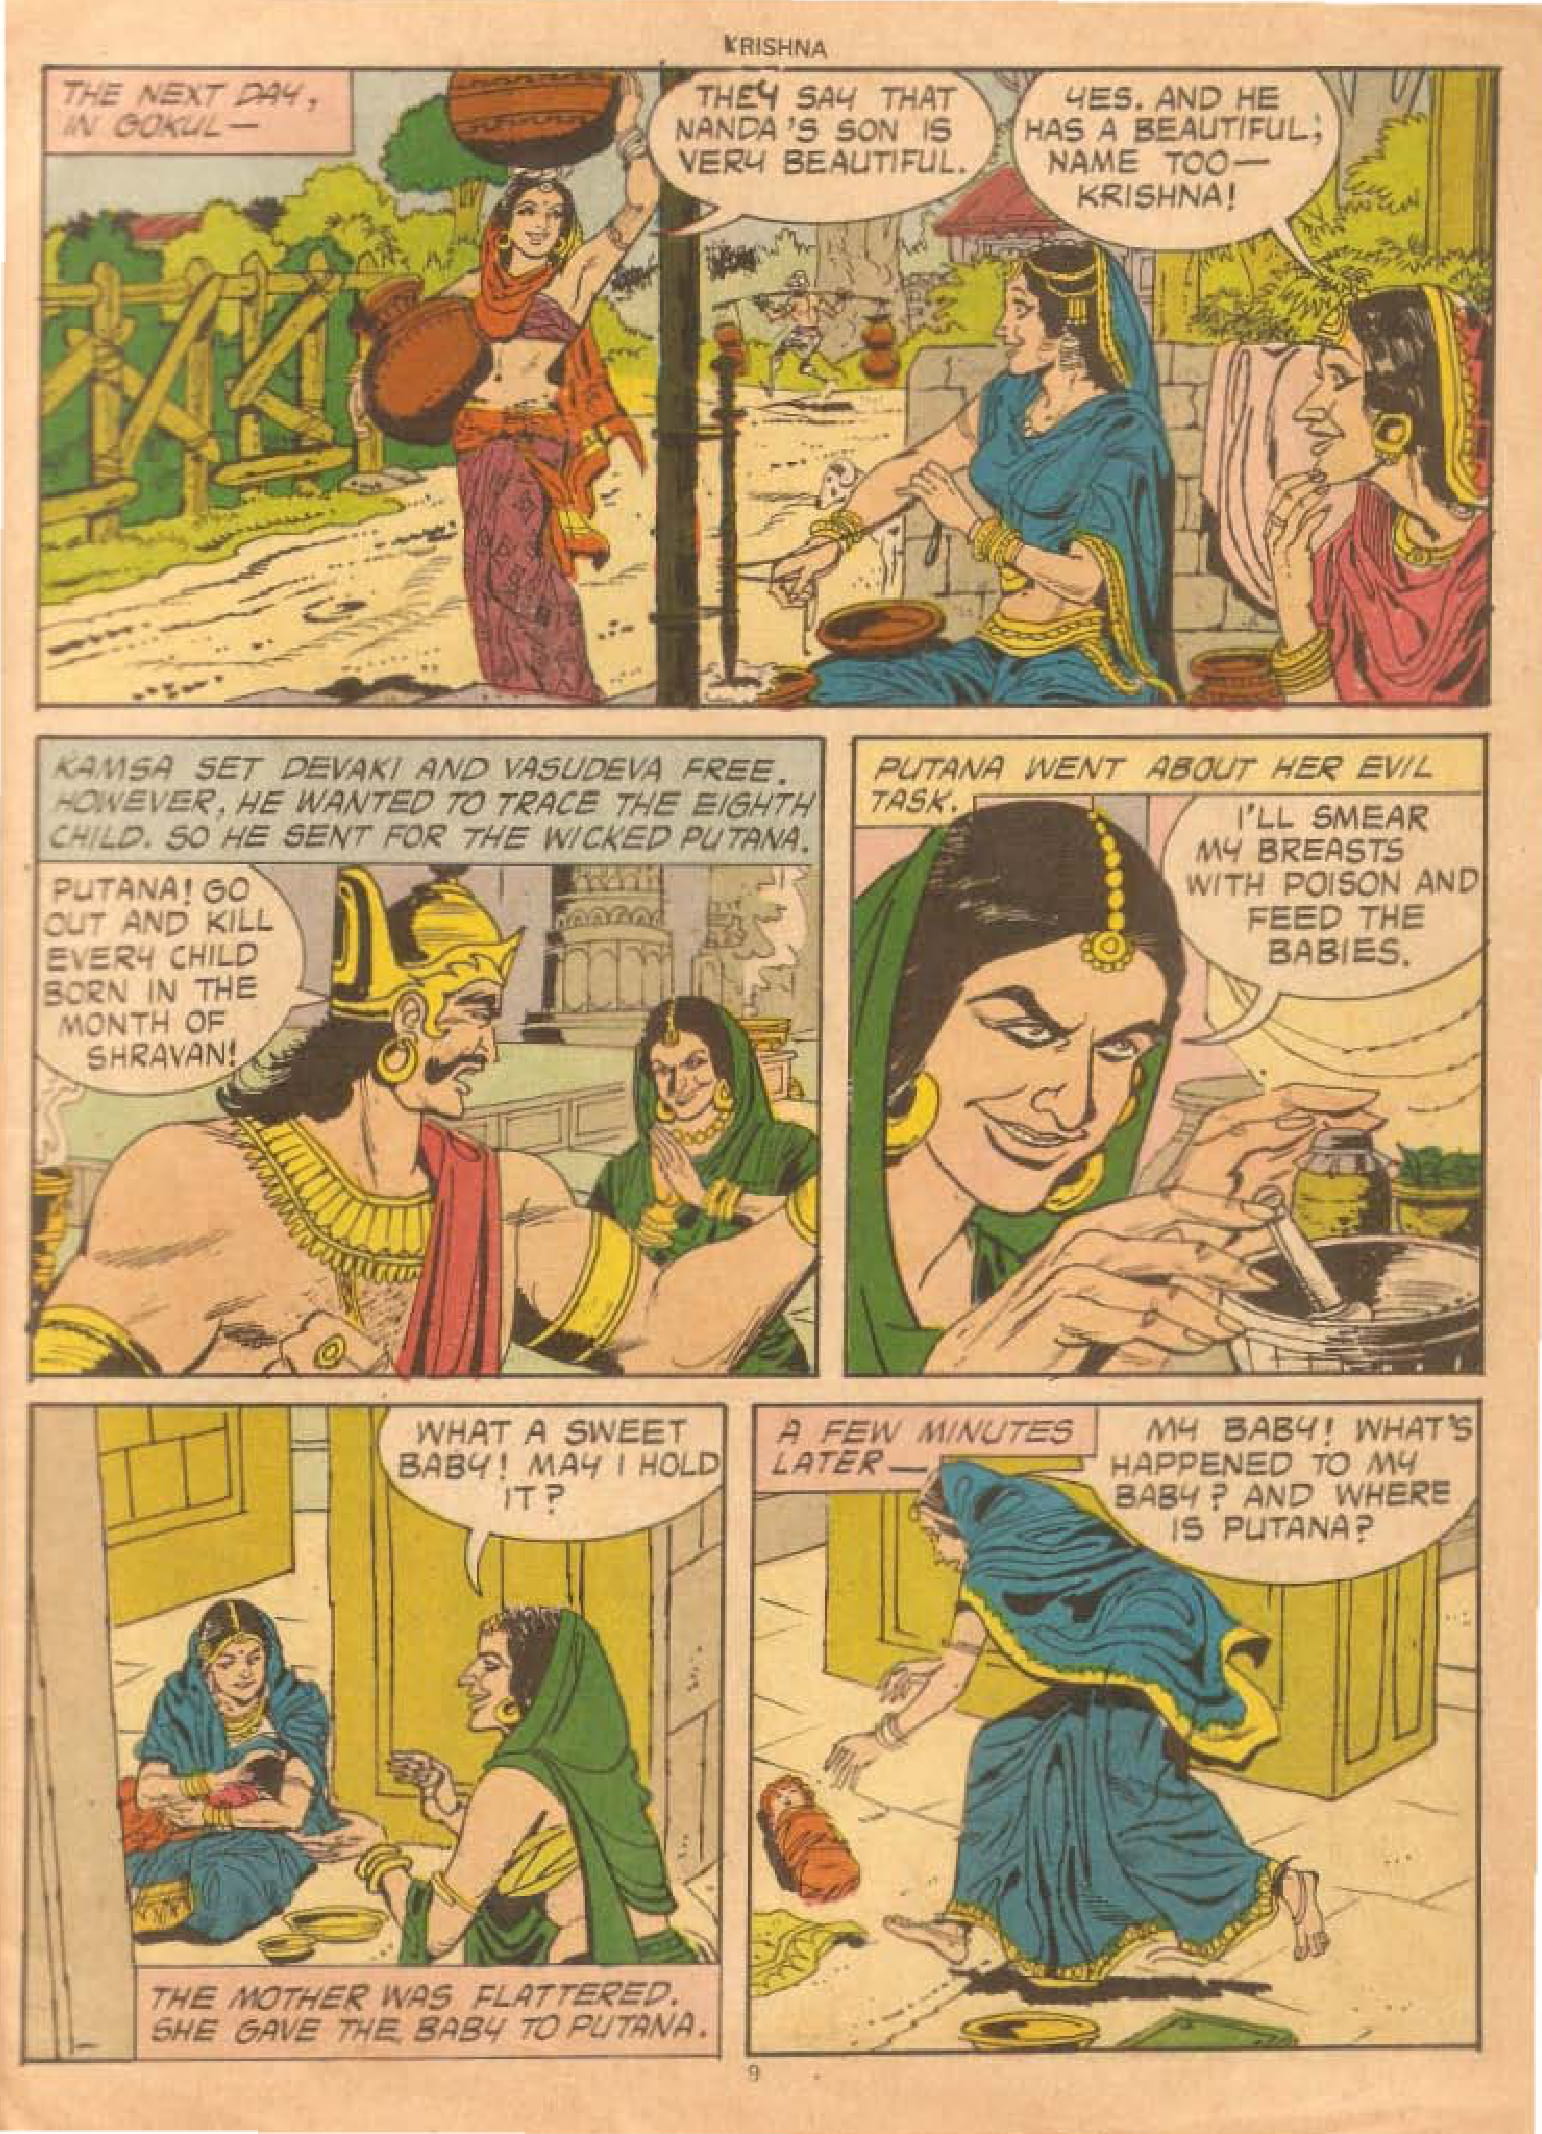 KRISHNA
THE NEXT DAY,
IN GOKUL—
THEY SAY THAT
NANDA'S SON IS
VERY BEAUTIFUL.
YES. AND HE
HAS A BEAUTIFUL,
NAME TOO—
KRISHNA!
KAMSA SET DEVAKI AND VASUDEVA FREE.
HOWEVER, HE WANTED TO TRACE THE EIGHTH
CHILD. SO HE SENT FOR THE WICKED PUTANA.
PUTANA! GO
OUT AND KILL
EVERY CHILD
BORN IN THE
MONTH OF
SHRAVAN!
PUTANA WENT ABOUT HER EVIL
TASK.
I'LL SMEAR
MY BREASTS
WITH POISON AND
FEED THE
BABIES.
WHAT A SWEET
BABY! MAY I HOLD
IT?
THE MOTHER WAS FLATTERED.
SHE GAVE THE BABY TO PUTANA.
A FEW MINUTES
LATER—
MY BABY! WHAT'S
HAPPENED TO MY
BABY? AND WHERE
IS PUTANA?
9